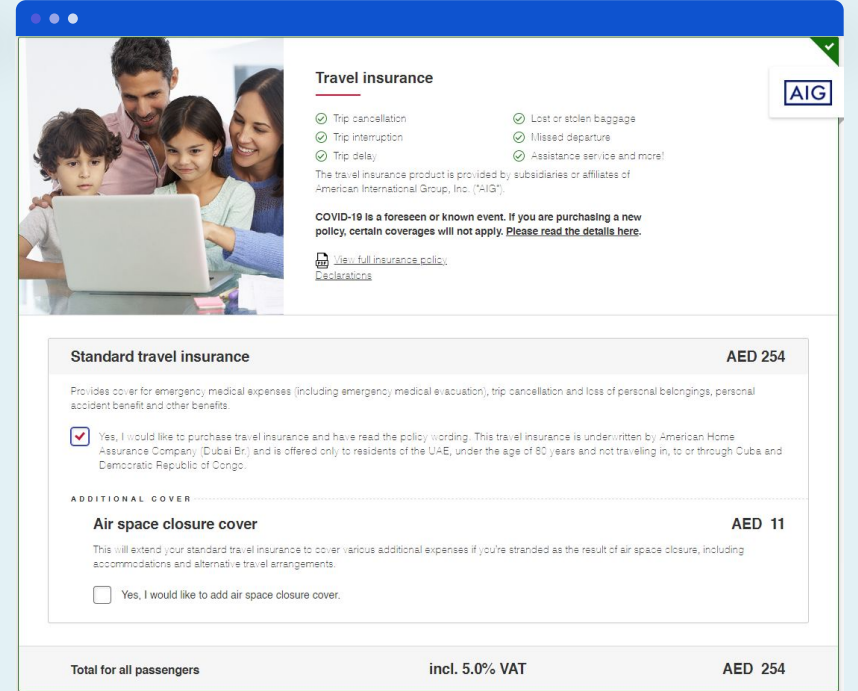 AIG
Travel insurance
Trip cancellation
Lost or stolen baggage
Trip interruption
Missed departure
Trip delay
Assistance service and more!
The travel insurance product is provided by subsidiaries or affiliates of
American International Group, Inc. ("AIG").
COVID-19 is a foreseen or known event. If you are purchasing a new
policy, certain coverages will not apply. Please read the details here.
View full insurance policy
Declarations
Standard travel insurance AED 254
Provides cover for emergency medical expenses (including emergency medical evacuation), trip cancellation and loss of personal belongings, personal
accident benefit and other benefits.
Yes, I would like to purchase travel insurance and have read the policy wording. This travel insurance is underwritten by American Home
Assurance Company (Dubai Br.) and is offered only to residents of the UAE, under the age of 80 years and not traveling in, to or through Cuba and
Democratic Republic of Congo.
ADDITIONAL COVER
Air space closure cover AED 11
This will extend your standard travel insurance to cover various additional expenses if you're stranded as the result of air space closure, including
accommodations and alternative travel arrangements.
Yes, I would like to add air space closure cover.
Total for all passengers incl. 5.0% VAT AED 254